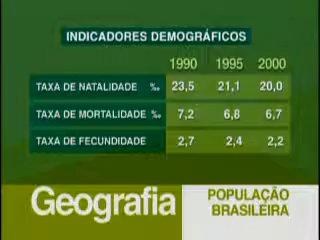 INDICADORES DEMOGRÁFICOS
1990 1995 2000
TAXA DE NATALIDADE ‰ 23,5 21,1 20,0
TAXA DE MORTALIDADE ‰ 7,2 6,8 6,7
TAXA DE FECUNDIDADE 2,7 2,4 2,2
Geografia
POPULAÇÃO
BRASILEIRA